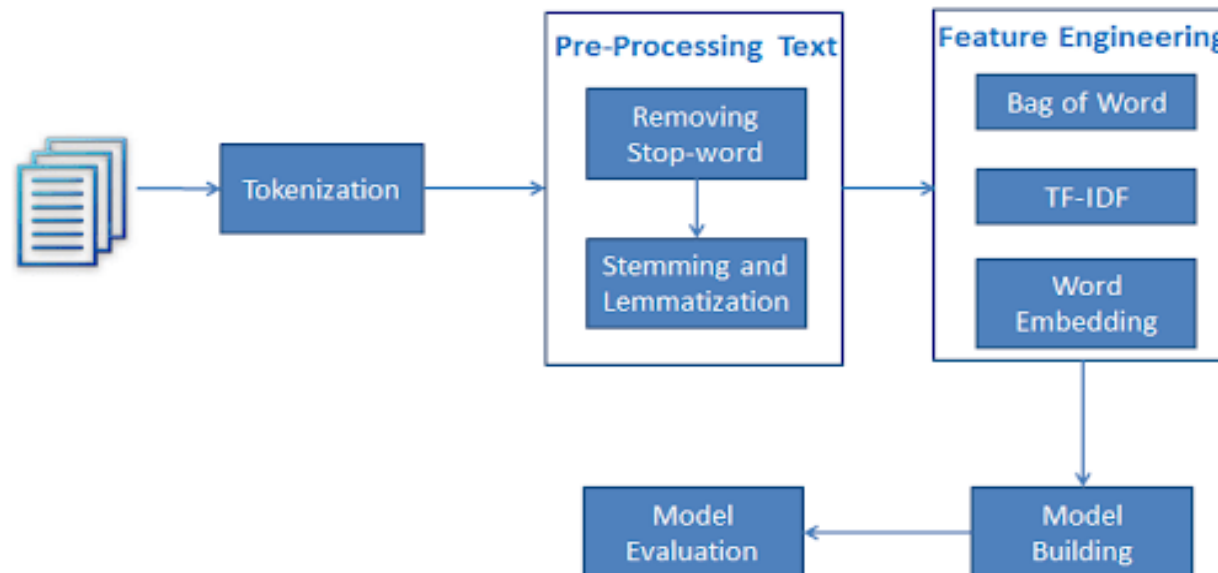 Tokenization
Pre-Processing Text
Removing
Stop-word
Stemming and
Lemmatization
Feature Engineering
Bag of Word
TF-IDF
Word
Embedding
Model
Building
Model
Evaluation